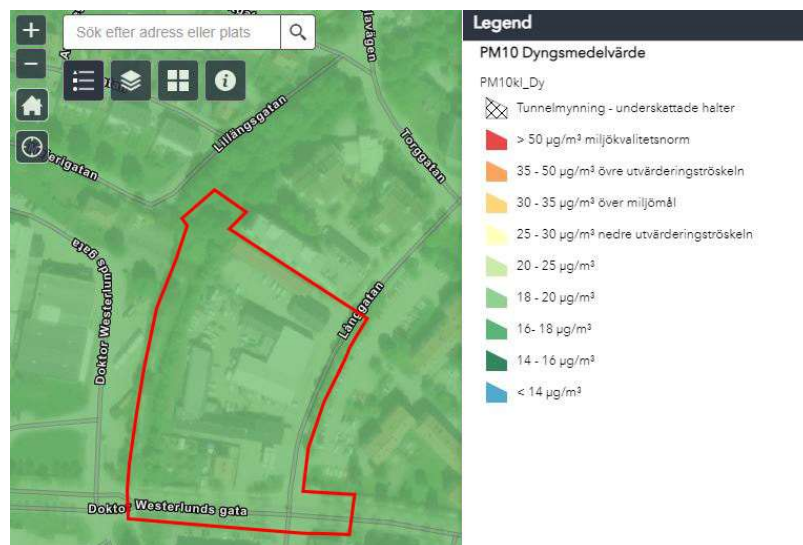 Sök efter adress eller plats
Lillängsgatan
Torggatan
Doktor Westerlunds gata
Långgatan
Doktor Westerlunds gata
Legend
PM10 Dyngsmedelvärde
PM10kl_Dy
Tunnelmynning - underskattade halter
> 50 µg/m³ miljökvalitetsnorm
35 - 50 µg/m³ övre utvärderingströskeln
30 - 35 µg/m³ över miljömål
25 - 30 µg/m³ nedre utvärderingströskeln
20 - 25 µg/m³
18 - 20 µg/m³
16- 18 µg/m³
14 - 16 µg/m³
< 14 µg/m³